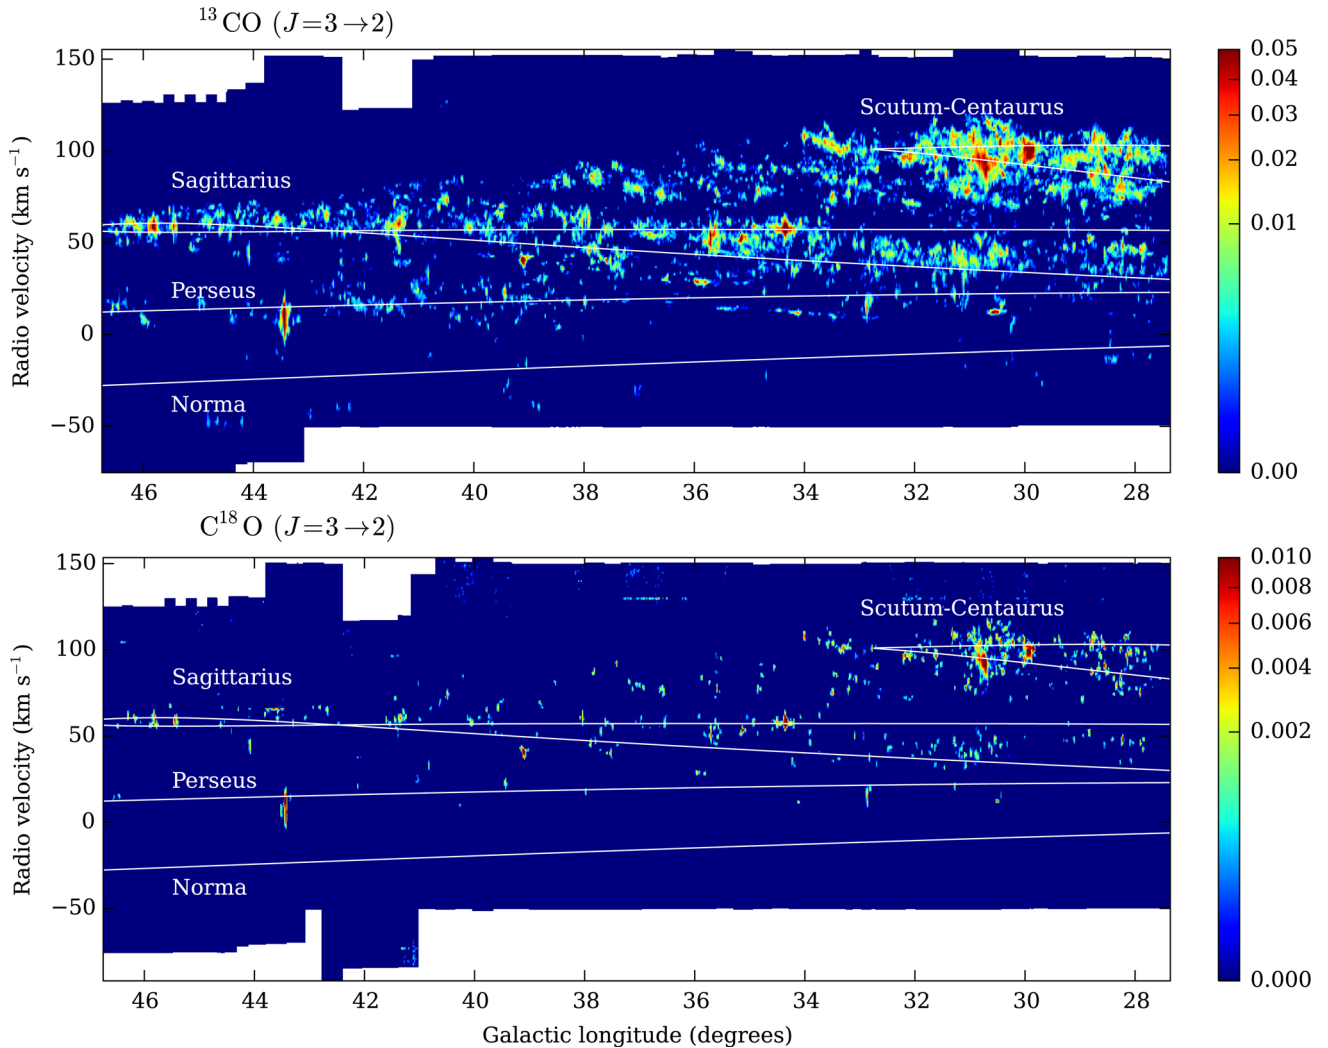 ¹³CO (J=3→2)
Radio velocity (km s⁻¹)
150
100
50
0
−50
Scutum-Centaurus
Sagittarius
Perseus
Norma
46 44 42 40 38 36 34 32 30 28
0.05
0.04
0.03
0.02
0.01
0.00
C¹⁸O (J=3→2)
Radio velocity (km s⁻¹)
150
100
50
0
−50
Scutum-Centaurus
Sagittarius
Perseus
Norma
46 44 42 40 38 36 34 32 30 28
Galactic longitude (degrees)
0.010
0.008
0.006
0.004
0.002
0.000